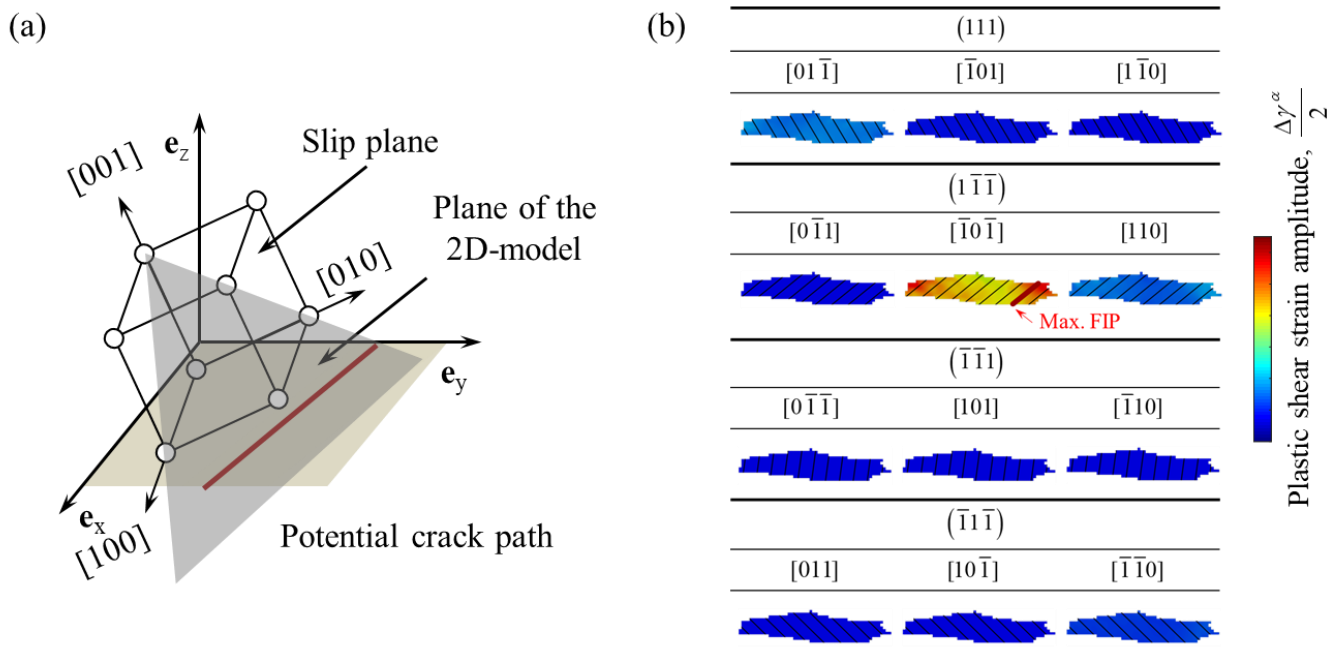 (a)
e_z
[001]
Slip plane
Plane of the
2D-model
[010]
e_y
e_x
[100]
Potential crack path
(b)
(111)
[011̅] [1̅01] [11̅0]
(11̅1̅)
[01̅1] [1̅01̅] [110]
Max. FIP
(1̅1̅1)
[01̅1̅] [101] [1̅10]
(1̅11̅)
[011] [101̅] [1̅1̅0]
Plastic shear strain amplitude, Δγ^α/2